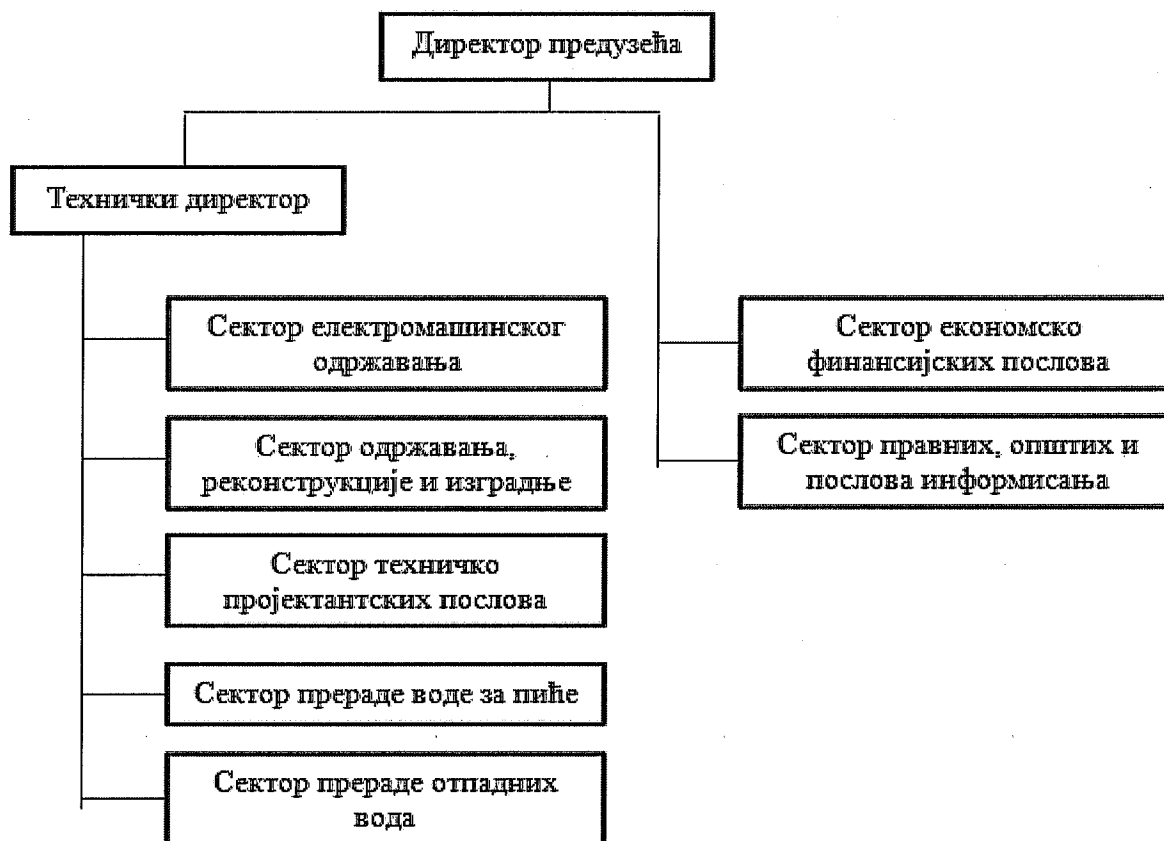 Директор предузећа
Технички директор
Сектор електромашинског
одржавања
Сектор одржавања,
реконструкције и изградње
Сектор техничко
пројектантских послова
Сектор прераде воде за пиће
Сектор прераде отпадних
вода
Сектор економско
финансијских послова
Сектор правних, општих и
послова информисања